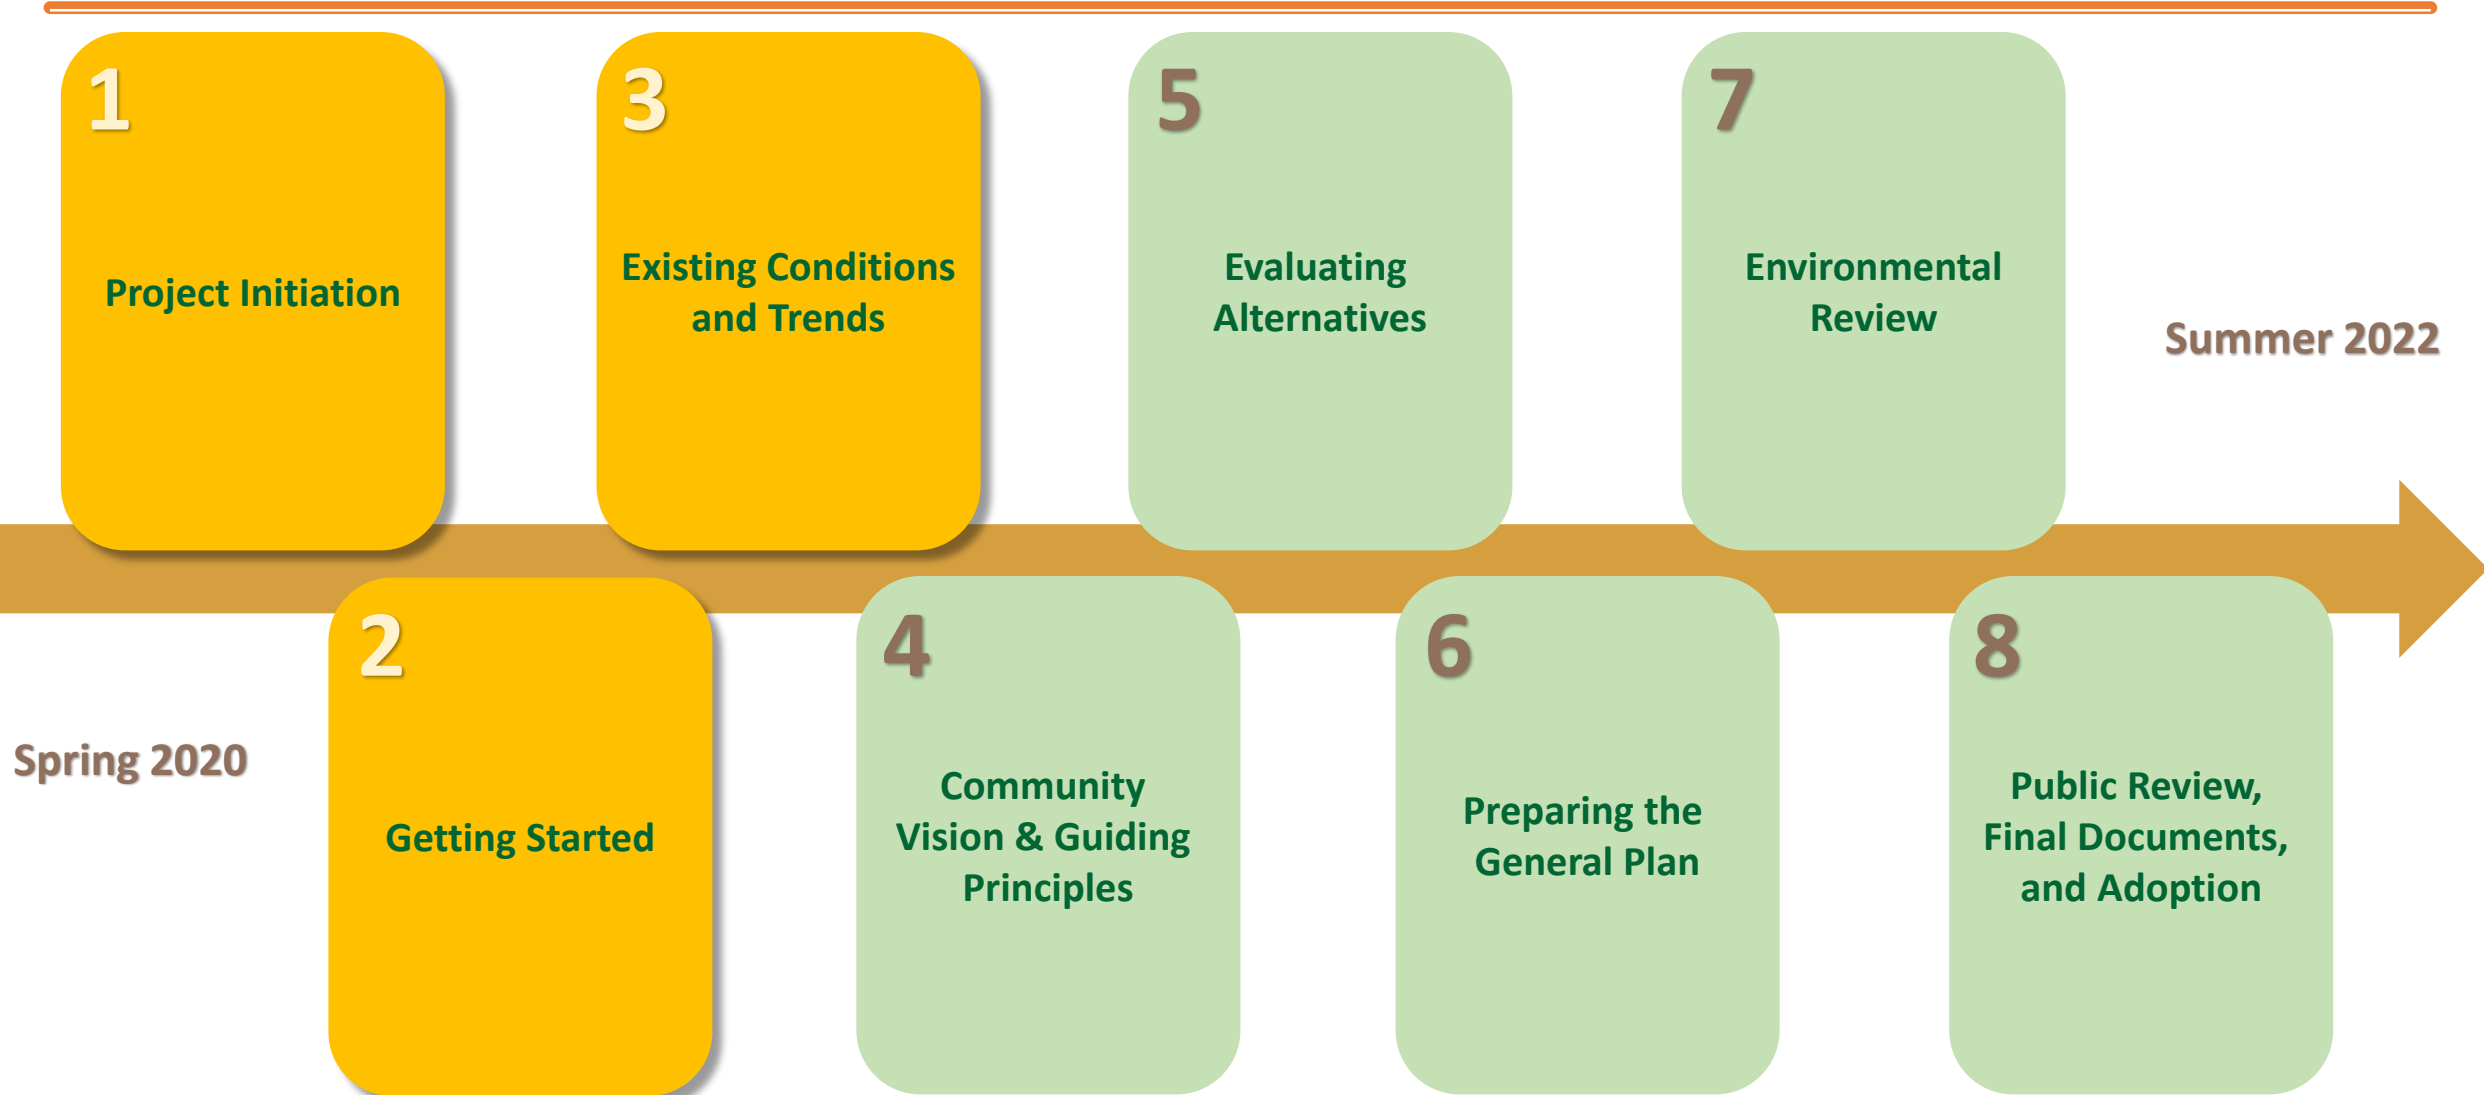 1
Project Initiation
2
Getting Started
3
Existing Conditions
and Trends
4
Community
Vision & Guiding
Principles
5
Evaluating
Alternatives
6
Preparing the
General Plan
7
Environmental
Review
8
Public Review,
Final Documents,
and Adoption
Spring 2020
Summer 2022